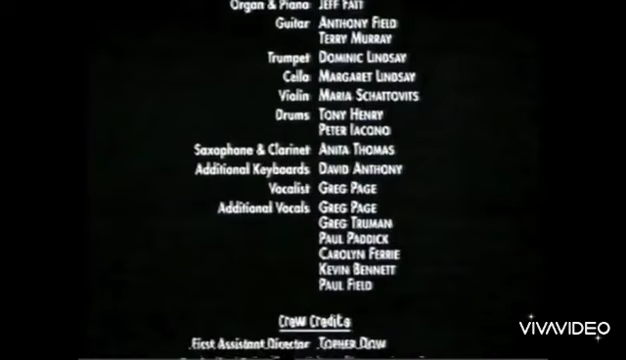 Organ & Piano JEFF FATT
Guitar ANTHONY FIELD
TERRY MURRAY
Trumpet DOMINIC LINDSAY
Cello MARGARET LINDSAY
Violin MARIA SCHATTOVITS
Drums TONY HENRY
PETER IACONO
Saxophone & Clarinet ANITA THOMAS
Additional Keyboards DAVID ANTHONY
Vocalist GREG PAGE
Additional Vocals GREG PAGE
GREG TRUMAN
PAUL PADDICK
CAROLYN FERRIE
KEVIN BENNETT
PAUL FIELD
Crew Credits
First Assistant Director TOPHER DOW
VIVAVIDEO